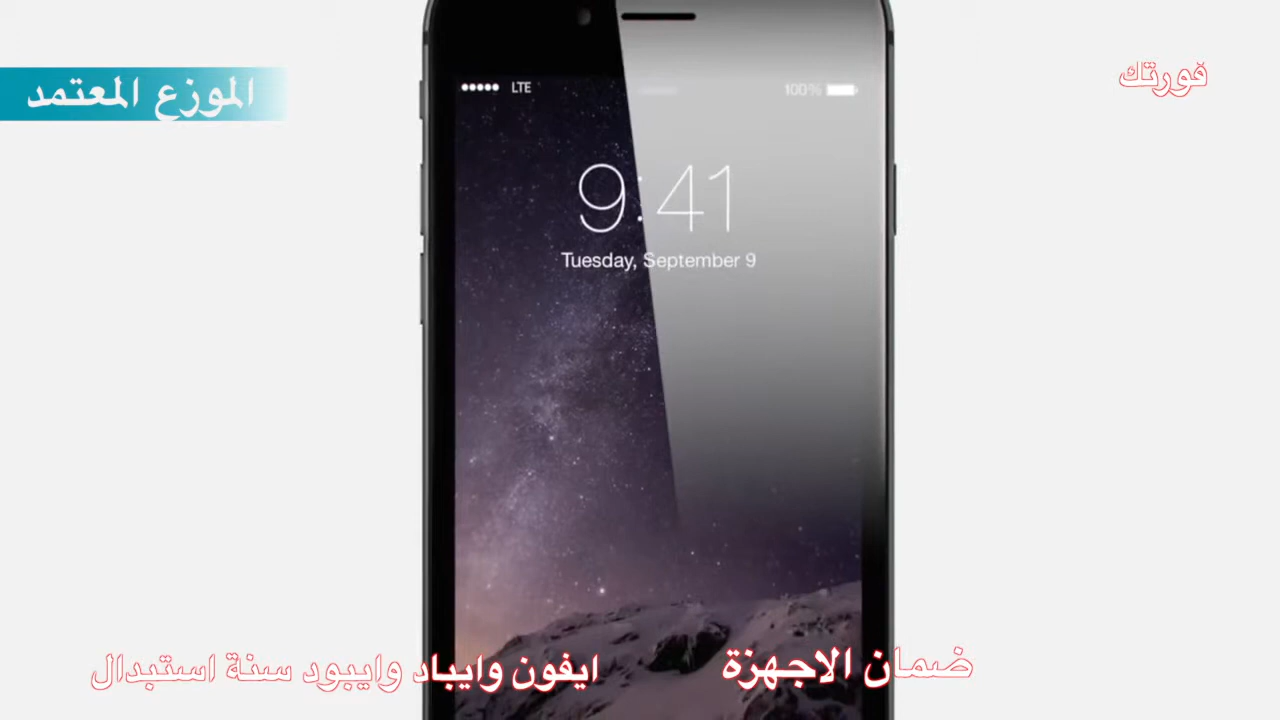 الموزع المعتمد
فورتك
●●●●● LTE
100%
9:41
Tuesday, September 9
ضمان الاجهزة
ايفون وايباد وايبود سنة استبدال